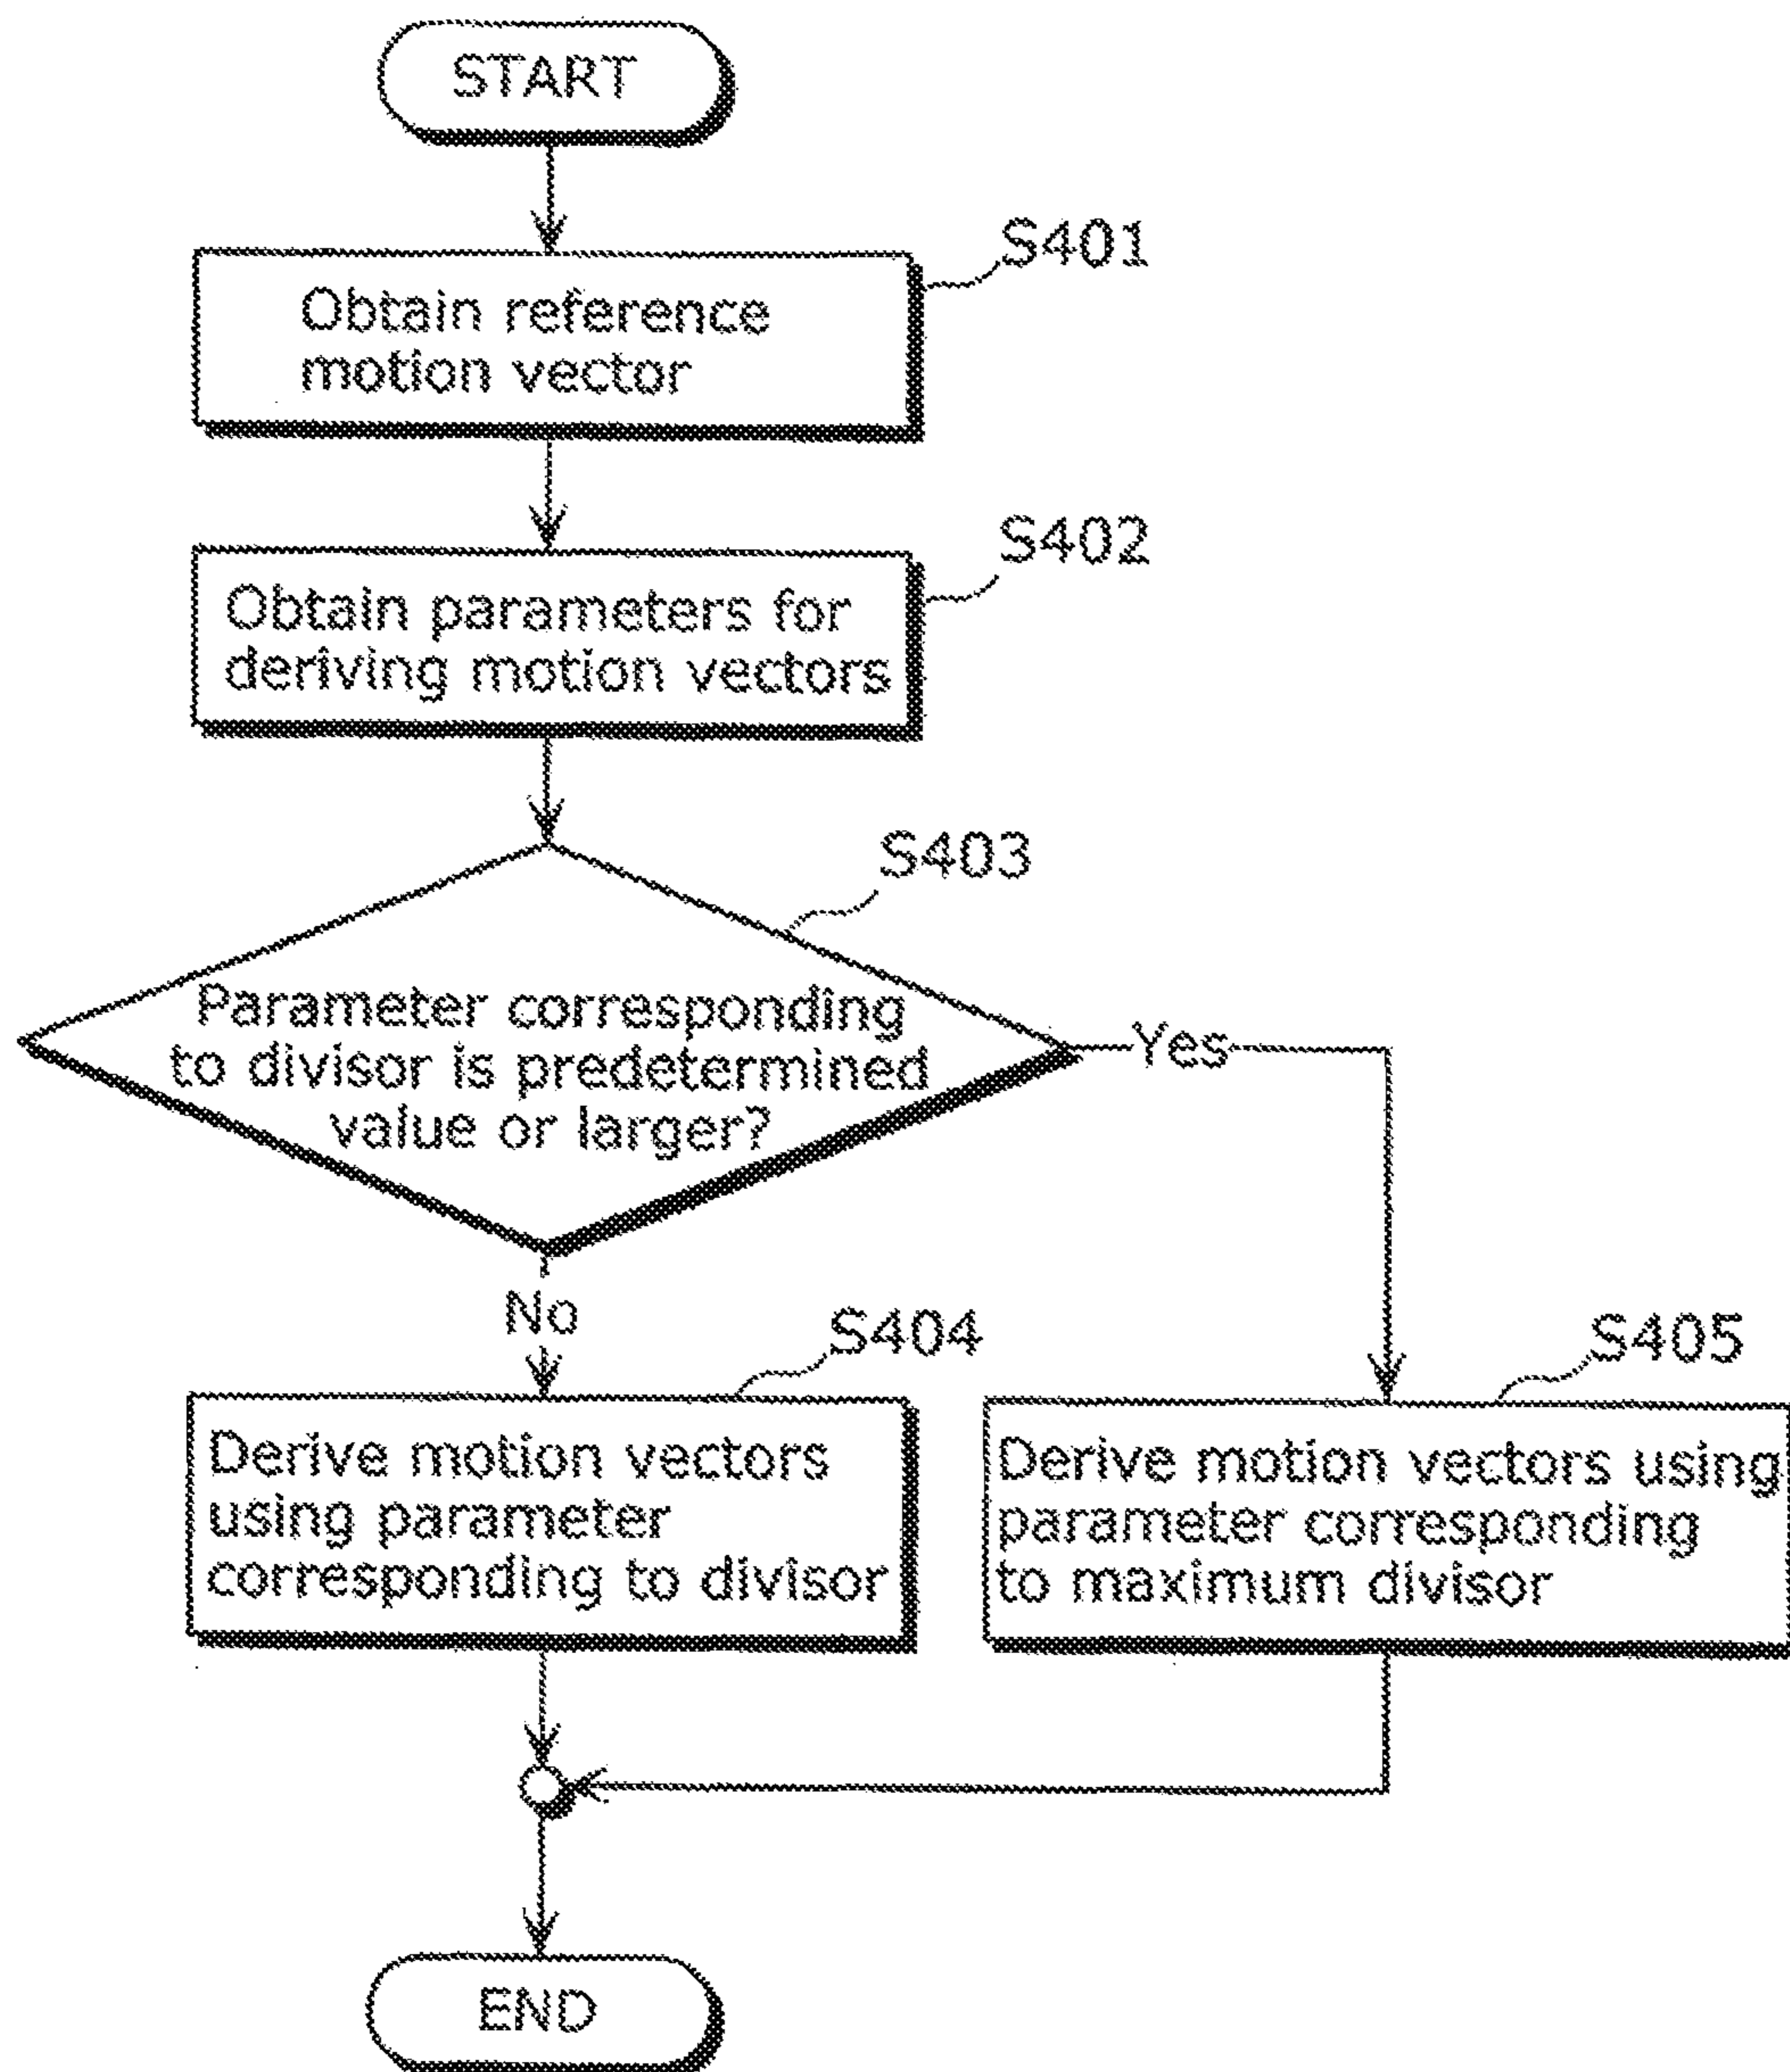 START
S401
Obtain reference
motion vector
S402
Obtain parameters for
deriving motion vectors
S403
Parameter corresponding
to divisor is predetermined
value or larger?
Yes
No
S404
Derive motion vectors
using parameter
corresponding to divisor
S405
Derive motion vectors using
parameter corresponding
to maximum divisor
END